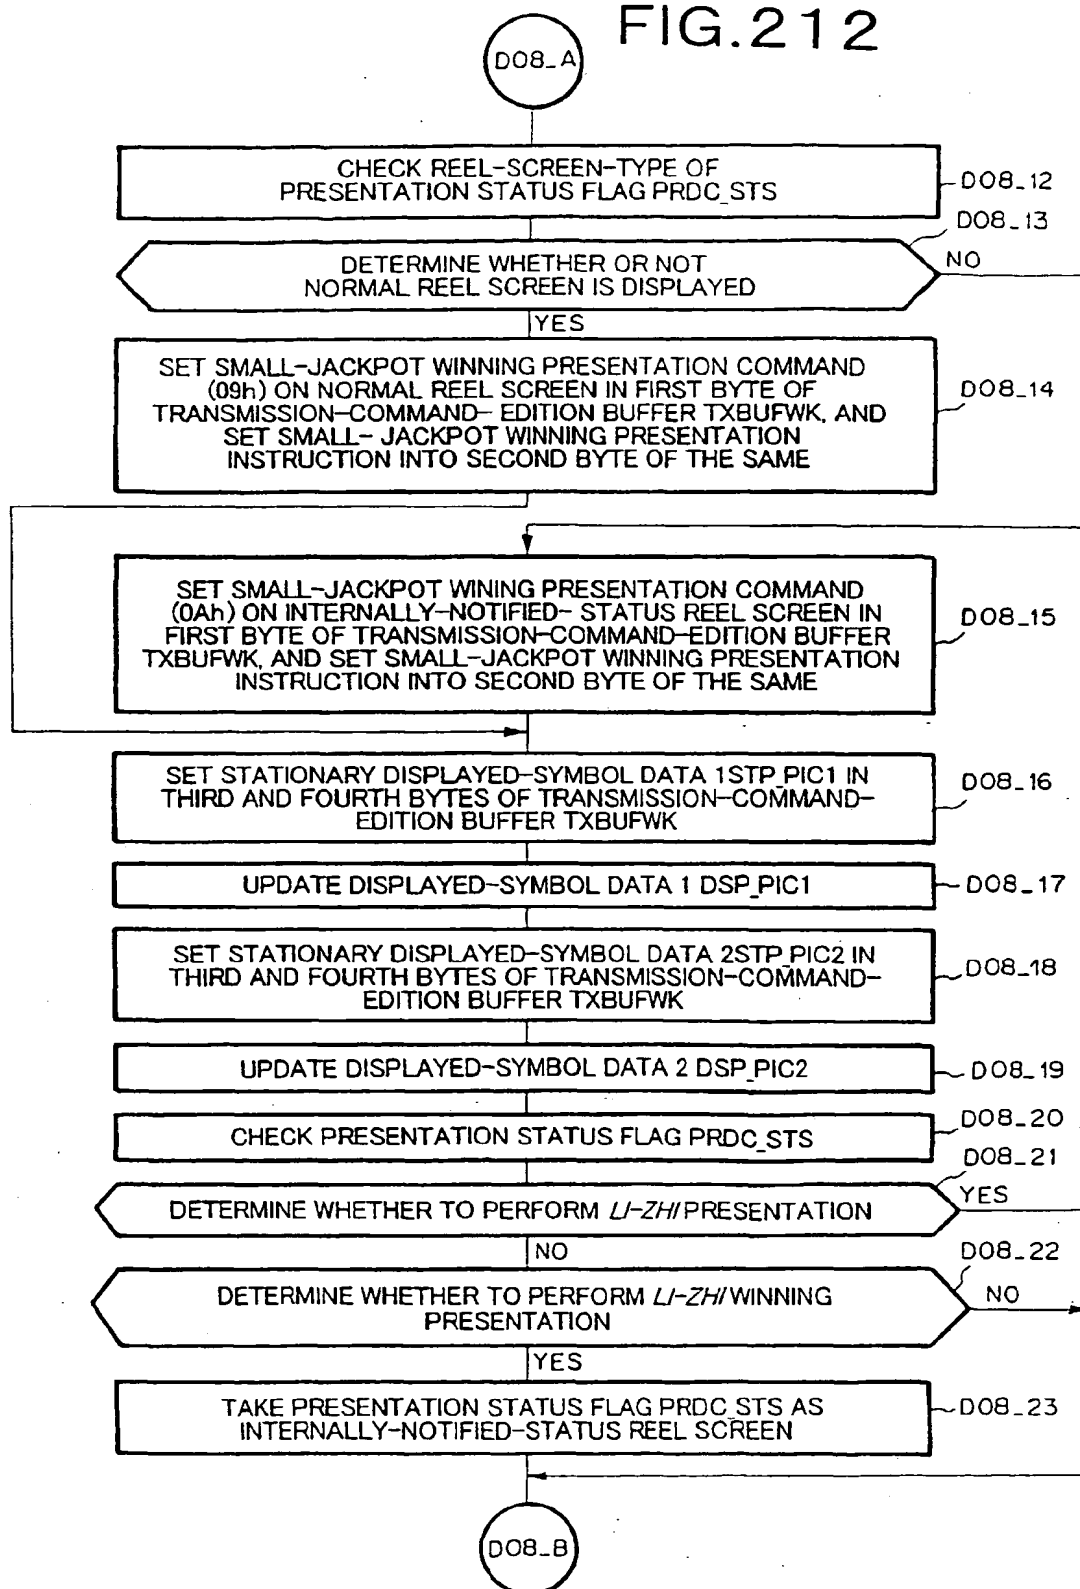 FIG.212
D08_A
CHECK REEL-SCREEN-TYPE OF
PRESENTATION STATUS FLAG PRDC_STS
D08_12
D08_13
DETERMINE WHETHER OR NOT
NORMAL REEL SCREEN IS DISPLAYED
NO
YES
SET SMALL-JACKPOT WINNING PRESENTATION COMMAND
(09h) ON NORMAL REEL SCREEN IN FIRST BYTE OF
TRANSMISSION-COMMAND- EDITION BUFFER TXBUFWK, AND
SET SMALL- JACKPOT WINNING PRESENTATION
INSTRUCTION INTO SECOND BYTE OF THE SAME
D08_14
SET SMALL-JACKPOT WINING PRESENTATION COMMAND
(0Ah) ON INTERNALLY-NOTIFIED- STATUS REEL SCREEN IN
FIRST BYTE OF TRANSMISSION-COMMAND-EDITION BUFFER
TXBUFWK, AND SET SMALL-JACKPOT WINNING PRESENTATION
INSTRUCTION INTO SECOND BYTE OF THE SAME
D08_15
SET STATIONARY DISPLAYED-SYMBOL DATA 1STP_PIC1 IN
THIRD AND FOURTH BYTES OF TRANSMISSION-COMMAND-
EDITION BUFFER TXBUFWK
D08_16
UPDATE DISPLAYED-SYMBOL DATA 1 DSP_PIC1
D08_17
SET STATIONARY DISPLAYED-SYMBOL DATA 2STP_PIC2 IN
THIRD AND FOURTH BYTES OF TRANSMISSION-COMMAND-
EDITION BUFFER TXBUFWK
D08_18
UPDATE DISPLAYED-SYMBOL DATA 2 DSP_PIC2
D08_19
CHECK PRESENTATION STATUS FLAG PRDC_STS
D08_20
D08_21
DETERMINE WHETHER TO PERFORM LI-ZHI PRESENTATION
YES
NO
D08_22
DETERMINE WHETHER TO PERFORM LI-ZHI WINNING
PRESENTATION
NO
YES
TAKE PRESENTATION STATUS FLAG PRDC_STS AS
INTERNALLY-NOTIFIED-STATUS REEL SCREEN
D08_23
D08_B